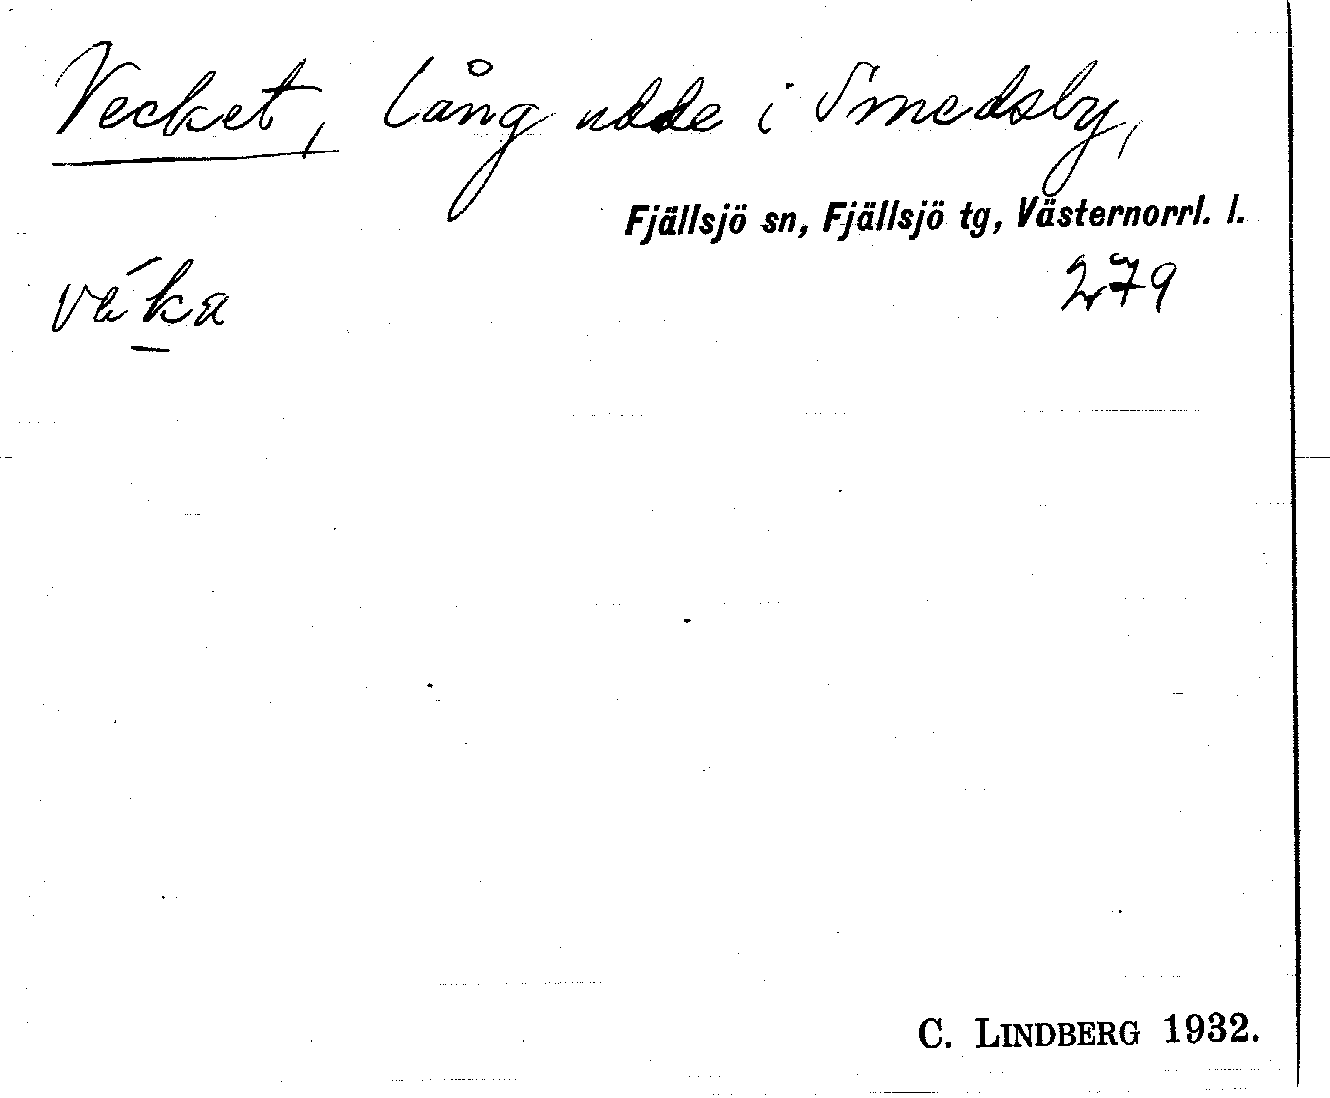 Vecket, lång udde i Smedsby,
Fjällsjö sn, Fjällsjö tg, Västernorrl. l.
279
C. LINDBERG 1932.